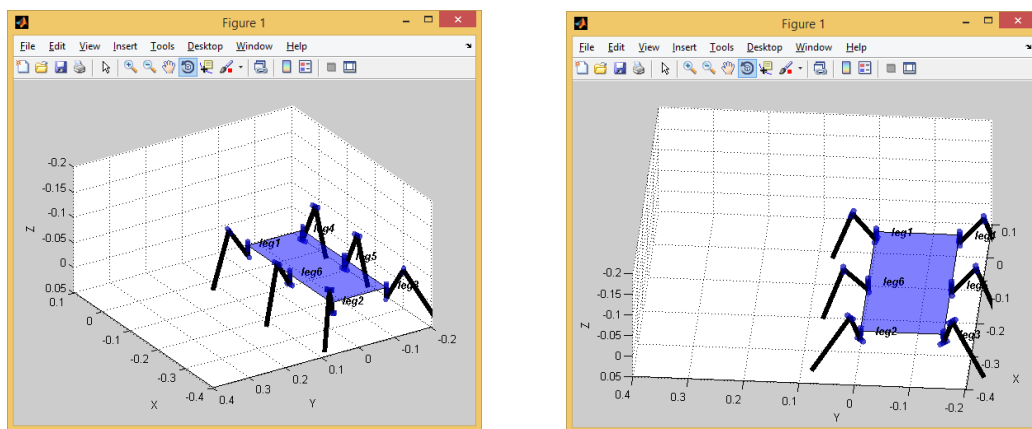 Figure 1
File Edit View Insert Tools Desktop Window Help
-0.2
-0.15
-0.1
-0.05
0
0.05
Z
0.1
0
-0.1
-0.2
-0.3
-0.4
X
0.4
0.3
0.2
0.1
0
-0.1
-0.2
Y
leg1
leg4
leg5
leg6
leg3
leg2
Figure 1
File Edit View Insert Tools Desktop Window Help
-0.2
-0.15
-0.1
-0.05
0
0.05
Z
0.4
0.3
0.2
0.1
0
-0.1
-0.2
Y
0.1
0
-0.1
-0.2
-0.3
-0.4
X
leg1
leg4
leg6
leg5
leg2
leg3